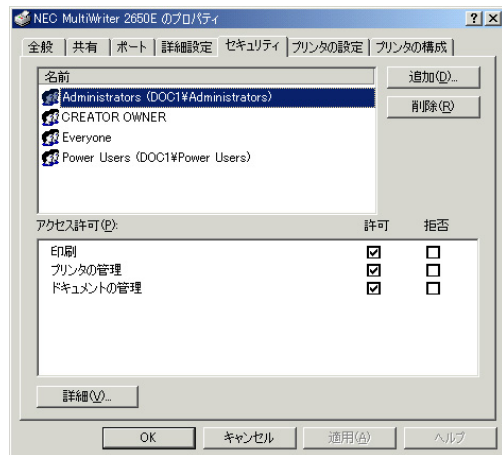 NEC MultiWriter 2650E のプロパティ
全般 共有 ポート 詳細設定 セキュリティ プリンタの設定 プリンタの構成
名前
追加(D)...
Administrators (DOC1¥Administrators)
削除(R)
CREATOR OWNER
Everyone
Power Users (DOC1¥Power Users)
アクセス許可(P): 許可 拒否
印刷
プリンタの管理
ドキュメントの管理
詳細(V)...
OK キャンセル 適用(A) ヘルプ